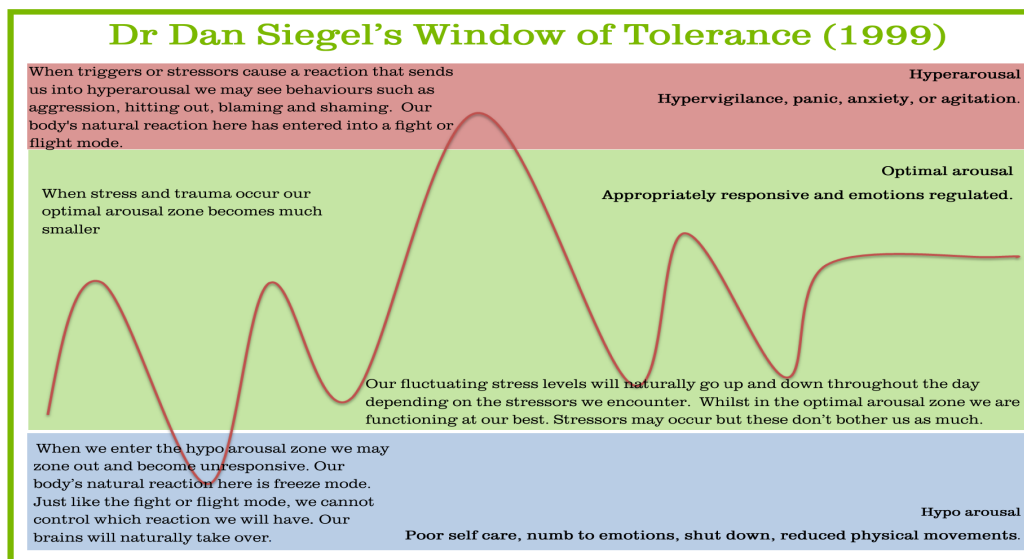 Dr Dan Siegel's Window of Tolerance (1999)
When triggers or stressors cause a reaction that sends
us into hyperarousal we may see behaviours such as
aggression, hitting out, blaming and shaming. Our
body's natural reaction here has entered into a fight or
flight mode.
Hyperarousal
Hypervigilance, panic, anxiety, or agitation.
Optimal arousal
Appropriately responsive and emotions regulated.
When stress and trauma occur our
optimal arousal zone becomes much
smaller
Our fluctuating stress levels will naturally go up and down throughout the day
depending on the stressors we encounter. Whilst in the optimal arousal zone we are
functioning at our best. Stressors may occur but these don't bother us as much.
When we enter the hypo arousal zone we may
zone out and become unresponsive. Our
body's natural reaction here is freeze mode.
Just like the fight or flight mode, we cannot
control which reaction we will have. Our
brains will naturally take over.
Hypo arousal
Poor self care, numb to emotions, shut down, reduced physical movements.